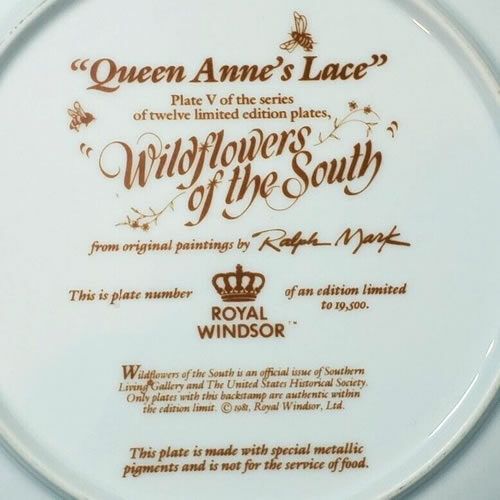 “Queen Anne’s Lace”
Plate V of the series
of twelve limited edition plates,
“Wildflowers
of the South”
from original paintings by Ralph Mark
This is plate number of an edition limited
to 19,500.
ROYAL
WINDSOR™
Wildflowers of the South is an official issue of Southern
Living Gallery and The United States Historical Society.
Only plates with this backstamp are authentic within
the edition limit. © 1981, Royal Windsor, Ltd.
This plate is made with special metallic
pigments and is not for the service of food.